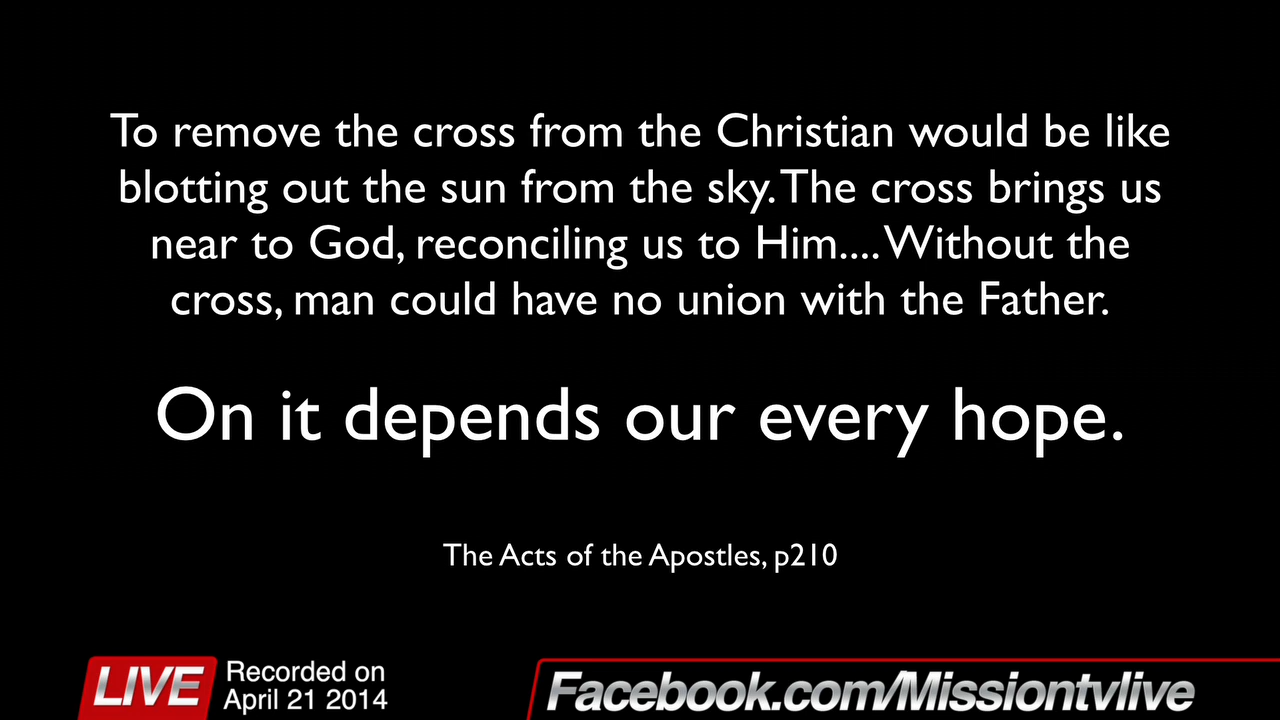 To remove the cross from the Christian would be like
blotting out the sun from the sky. The cross brings us
near to God, reconciling us to Him.... Without the
cross, man could have no union with the Father.
On it depends our every hope.
The Acts of the Apostles, p210
LIVE
Recorded on
April 21 2014
Facebook.com/Missiontvlive